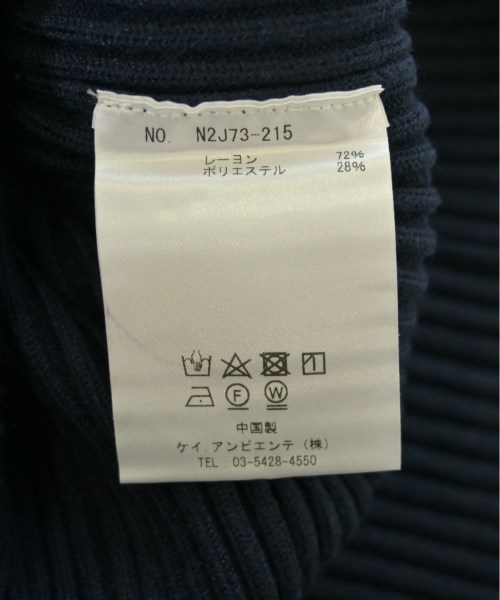 NO. N2J73-215
レーヨン 72%
ポリエステル 28%
F W
中国製
ケイ.アンビエンテ(株)
TEL : 03-5428-4550